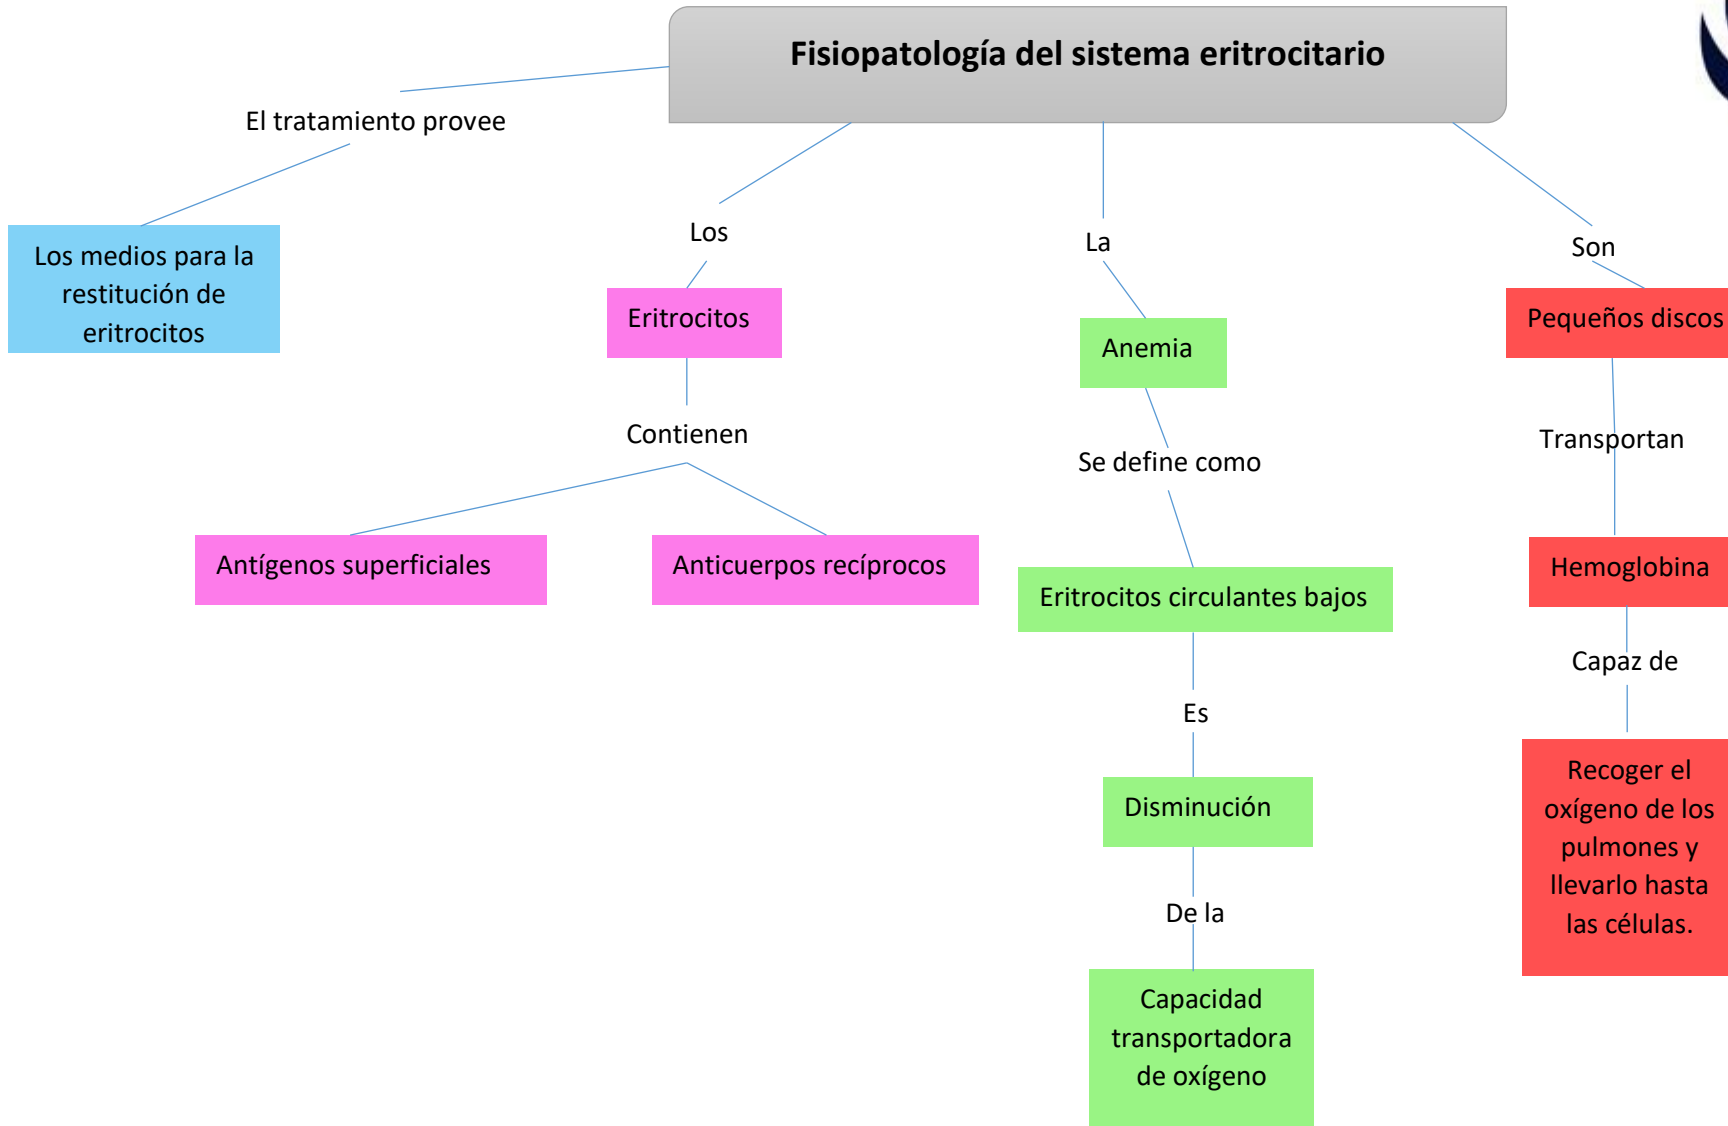 Fisiopatología del sistema eritrocitario
El tratamiento provee
Los medios para la
restitución de
eritrocitos
Los
Eritrocitos
Contienen
Antígenos superficiales
Anticuerpos recíprocos
La
Anemia
Se define como
Eritrocitos circulantes bajos
Es
Disminución
De la
Capacidad
transportadora
de oxígeno
Son
Pequeños discos
Transportan
Hemoglobina
Capaz de
Recoger el
oxígeno de los
pulmones y
llevarlo hasta
las células.